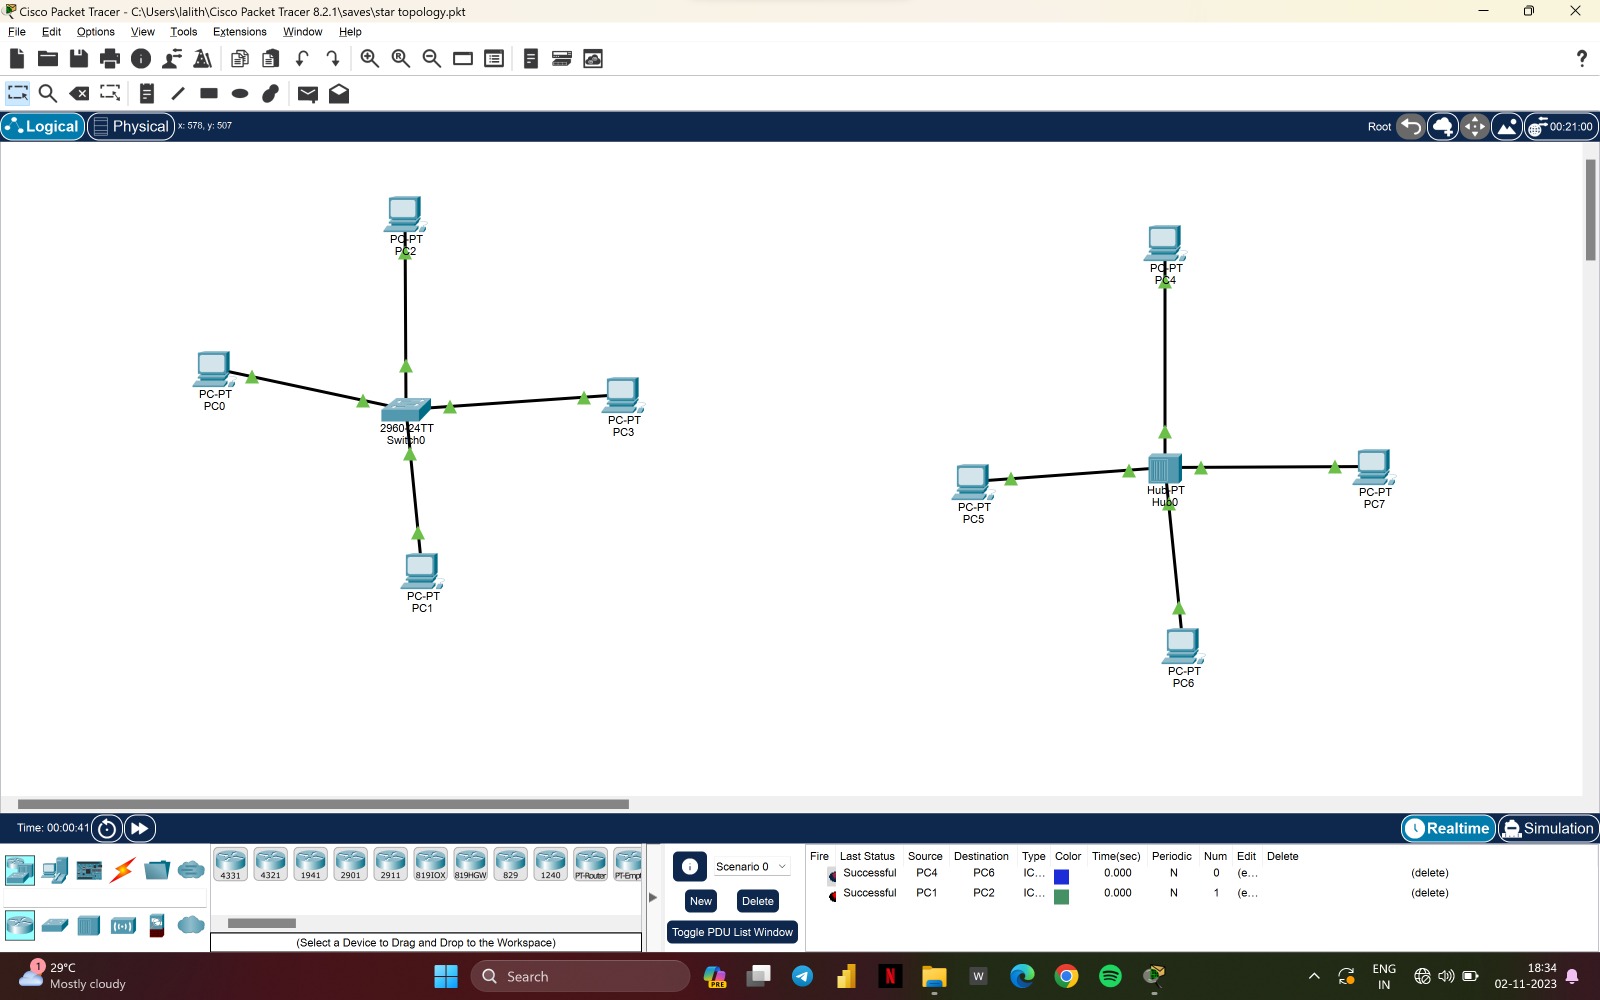 Cisco Packet Tracer - C:\Users\lalith\Cisco Packet Tracer 8.2.1\saves\star topology.pkt
File Edit Options View Tools Extensions Window Help
?
Logical Physical x: 578, y: 507 Root 00:21:00
PC-PT
PC2
PC-PT
PC4
PC-PT
PC0
2960-24TT
Switch0
PC-PT
PC3
PC-PT
PC5
Hub-PT
Hub0
PC-PT
PC7
PC-PT
PC1
PC-PT
PC6
Time: 00:00:41 Realtime Simulation
4331 4321 1941 2901 2911 819IOX 819HGW 829 1240 PT-Router PT-Empt
(Select a Device to Drag and Drop to the Workspace)
Scenario 0
New Delete
Toggle PDU List Window
Fire Last Status Source Destination Type Color Time(sec) Periodic Num Edit Delete
Successful PC4 PC6 IC... 0.000 N 0 (e... (delete)
Successful PC1 PC2 IC... 0.000 N 1 (e... (delete)
1 29°C
Mostly cloudy
Search
PRE
N
W
ENG
IN
18:34
02-11-2023